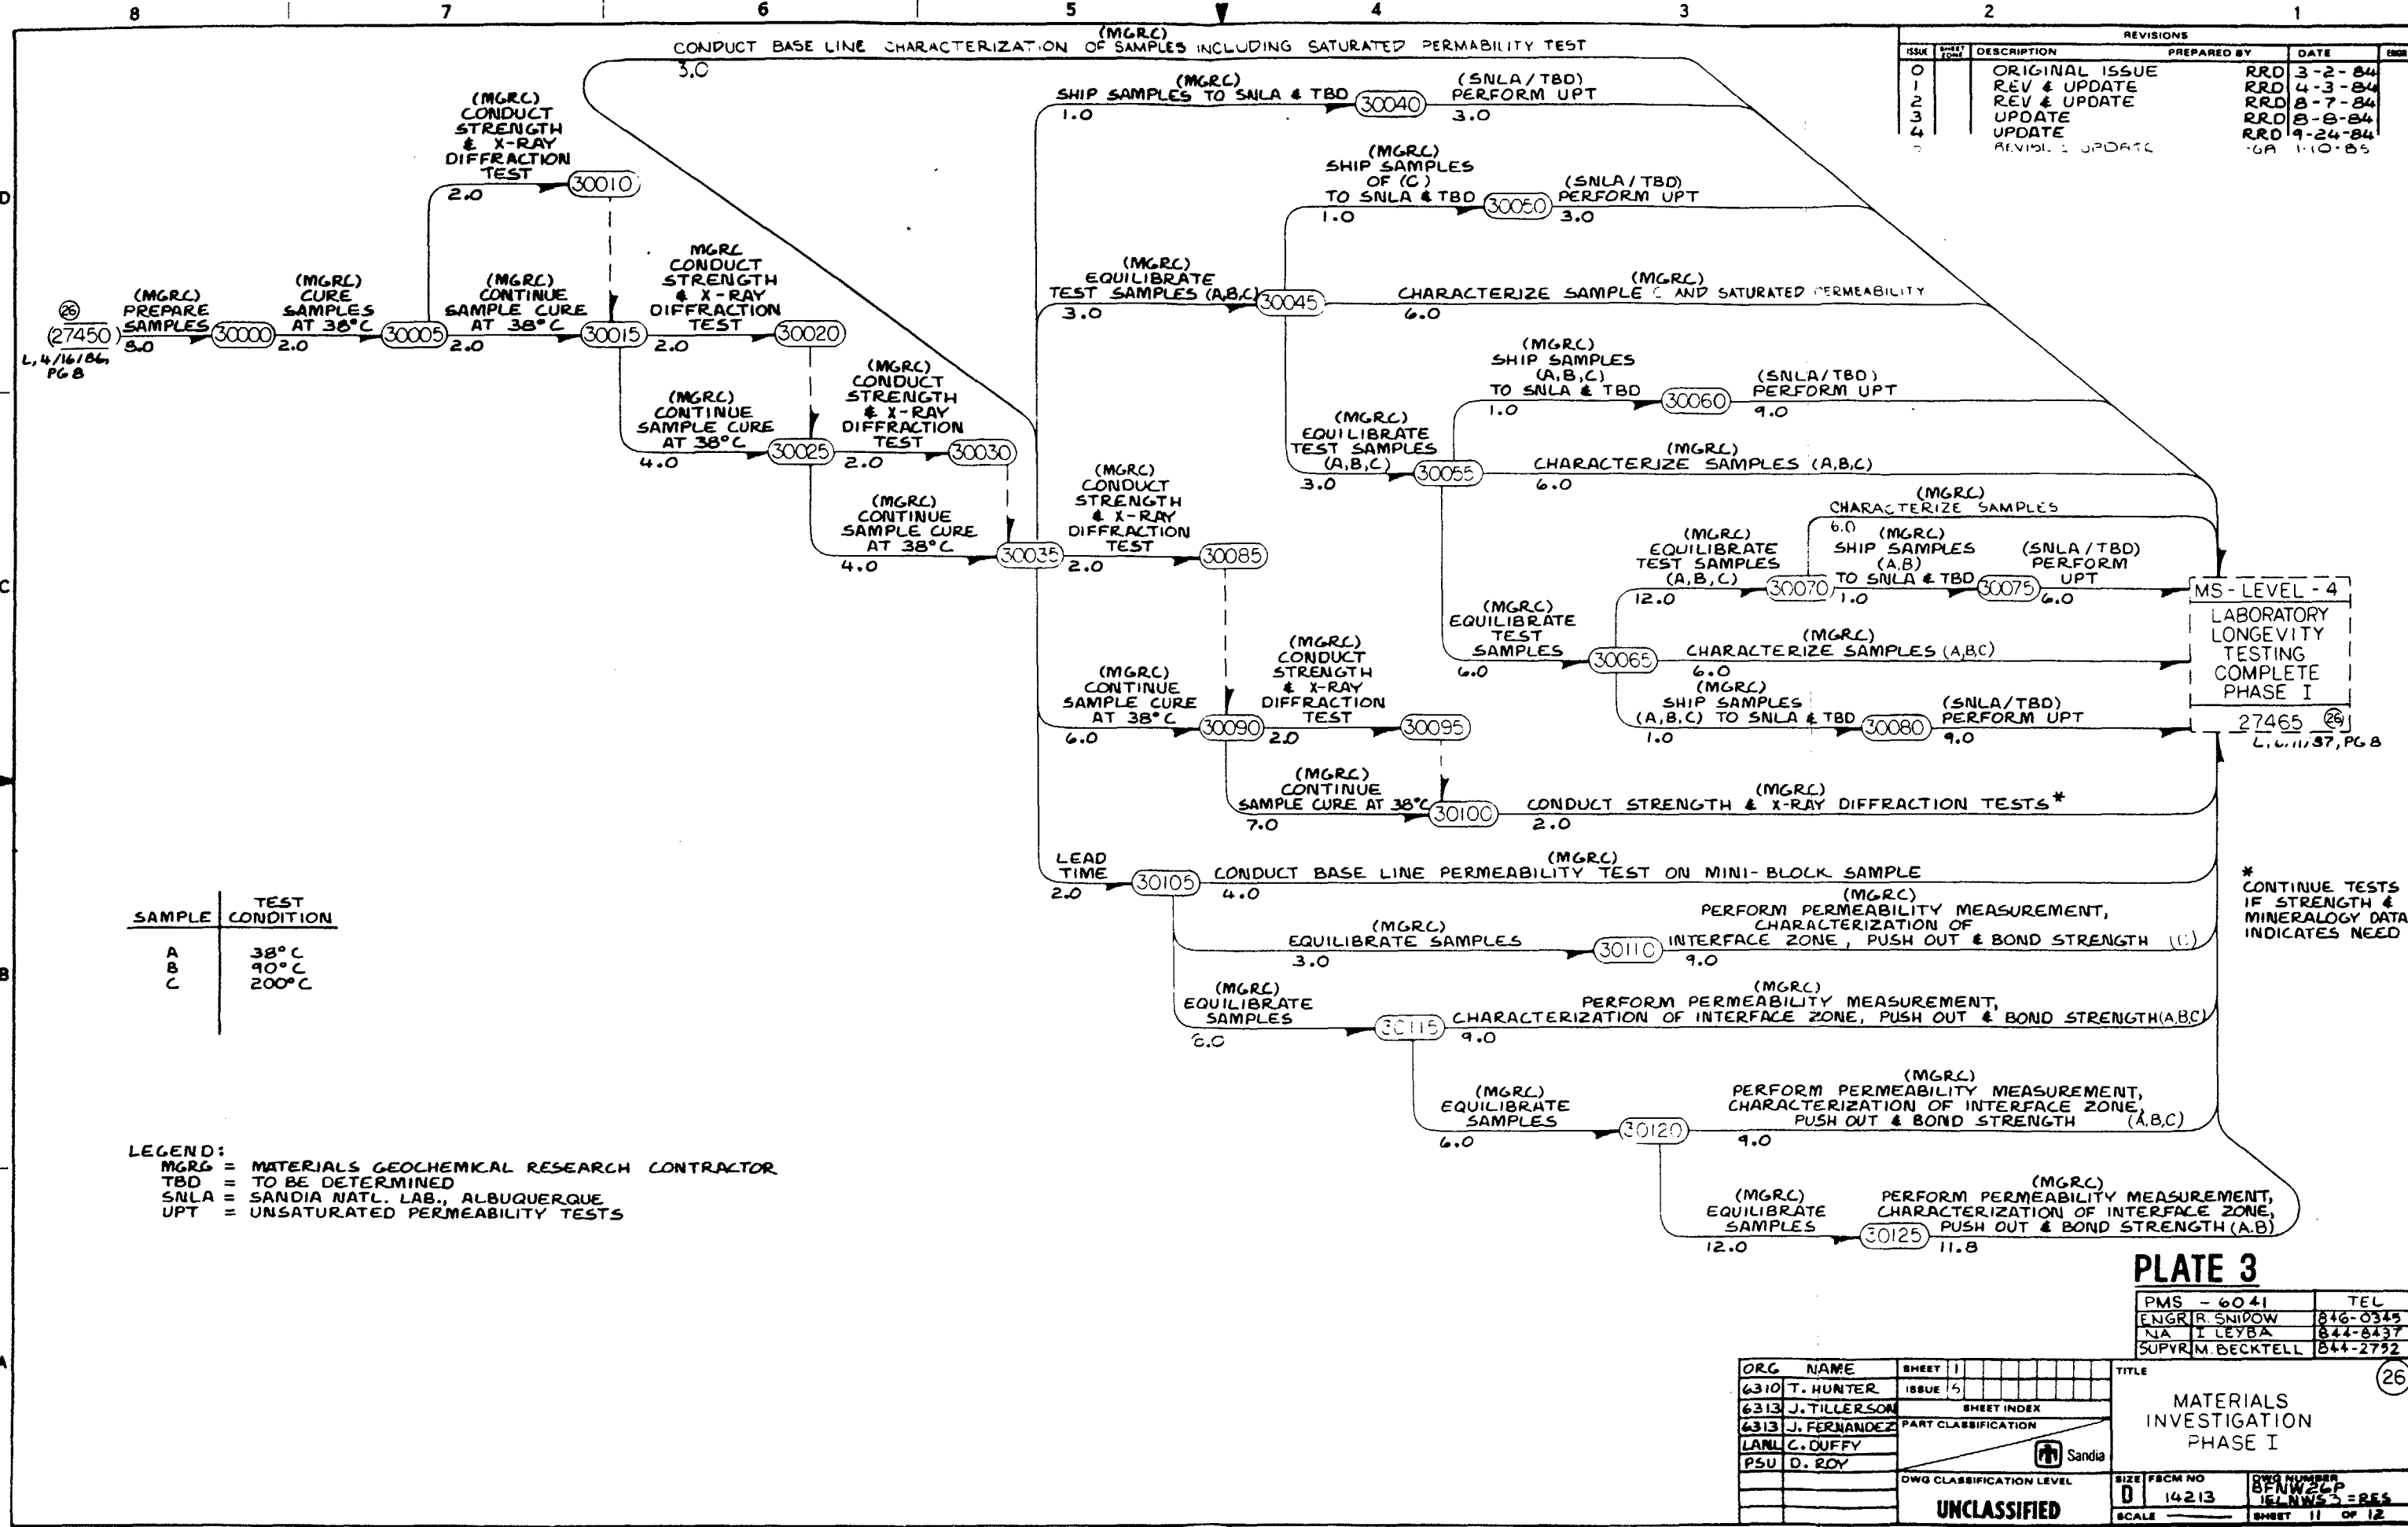 8 7 6 5 4 3 2 1
D
C
B
A
(MGRC)
CONDUCT BASE LINE CHARACTERIZATION OF SAMPLES INCLUDING SATURATED PERMABILITY TEST
3.0
REVISIONS
ISSUE SHEET ZONE DESCRIPTION PREPARED BY DATE
0 ORIGINAL ISSUE RRD 3-2-84
1 REV & UPDATE RRD 4-3-84
2 REV & UPDATE RRD 8-7-84
3 UPDATE RRD 8-8-84
4 UPDATE RRD 9-24-84
UPDATE 1-10-85
(MGRC)
CONDUCT
STRENGTH
& X-RAY
DIFFRACTION
TEST
2.0
30010
(MGRC)
SHIP SAMPLES TO SNLA & TBD
1.0
30040
(SNLA/TBD)
PERFORM UPT
3.0
(MGRC)
SHIP SAMPLES
OF (C)
TO SNLA & TBD
1.0
30050
(SNLA/TBD)
PERFORM UPT
3.0
26
27450
L, 4/16/86,
PG 8
(MGRC)
PREPARE
SAMPLES
8.0
30000
(MGRC)
CURE
SAMPLES
AT 38°C
2.0
30005
(MGRC)
CONTINUE
SAMPLE CURE
AT 38°C
2.0
30015
MGRC
CONDUCT
STRENGTH
& X-RAY
DIFFRACTION
TEST
2.0
30020
(MGRC)
EQUILIBRATE
TEST SAMPLES (A,B,C)
3.0
30045
(MGRC)
CHARACTERIZE SAMPLE C AND SATURATED PERMEABILITY
6.0
(MGRC)
CONTINUE
SAMPLE CURE
AT 38°C
4.0
30025
(MGRC)
CONDUCT
STRENGTH
& X-RAY
DIFFRACTION
TEST
2.0
30030
(MGRC)
SHIP SAMPLES
(A,B,C)
TO SNLA & TBD
1.0
30060
(SNLA/TBD)
PERFORM UPT
9.0
(MGRC)
EQUILIBRATE
TEST SAMPLES
(A,B,C)
3.0
30055
(MGRC)
CHARACTERIZE SAMPLES (A,B,C)
6.0
(MGRC)
CONTINUE
SAMPLE CURE
AT 38°C
4.0
30035
(MGRC)
CONDUCT
STRENGTH
& X-RAY
DIFFRACTION
TEST
2.0
30085
(MGRC)
CHARACTERIZE SAMPLES
6.0
(MGRC)
EQUILIBRATE
TEST SAMPLES
(A,B,C)
12.0
30070
(MGRC)
SHIP SAMPLES
(A,B)
TO SNLA & TBD
1.0
30075
(SNLA/TBD)
PERFORM
UPT
6.0
MS-LEVEL-4
LABORATORY
LONGEVITY
TESTING
COMPLETE
PHASE I
27465 26
PG 8
(MGRC)
EQUILIBRATE
TEST
SAMPLES
6.0
30065
(MGRC)
CHARACTERIZE SAMPLES (A,B,C)
6.0
(MGRC)
SHIP SAMPLES
(A,B,C) TO SNLA & TBD
1.0
30080
(SNLA/TBD)
PERFORM UPT
9.0
(MGRC)
CONTINUE
SAMPLE CURE
AT 38°C
6.0
30090
(MGRC)
CONDUCT
STRENGTH
& X-RAY
DIFFRACTION
TEST
2.0
30095
(MGRC)
CONTINUE
SAMPLE CURE AT 38°C
7.0
30100
(MGRC)
CONDUCT STRENGTH & X-RAY DIFFRACTION TESTS*
2.0
LEAD
TIME
2.0
30105
(MGRC)
CONDUCT BASE LINE PERMEABILITY TEST ON MINI-BLOCK SAMPLE
4.0
*
CONTINUE TESTS
IF STRENGTH &
MINERALOGY DATA
INDICATES NEED
(MGRC)
EQUILIBRATE SAMPLES
3.0
30110
(MGRC)
PERFORM PERMEABILITY MEASUREMENT,
CHARACTERIZATION OF
INTERFACE ZONE, PUSH OUT & BOND STRENGTH (C)
9.0
(MGRC)
EQUILIBRATE
SAMPLES
30115
(MGRC)
PERFORM PERMEABILITY MEASUREMENT,
CHARACTERIZATION OF INTERFACE ZONE, PUSH OUT & BOND STRENGTH (A,B,C)
9.0
(MGRC)
EQUILIBRATE
SAMPLES
6.0
30120
(MGRC)
PERFORM PERMEABILITY MEASUREMENT,
CHARACTERIZATION OF INTERFACE ZONE,
PUSH OUT & BOND STRENGTH (A,B,C)
9.0
(MGRC)
EQUILIBRATE
SAMPLES
12.0
30125
(MGRC)
PERFORM PERMEABILITY MEASUREMENT,
CHARACTERIZATION OF INTERFACE ZONE,
PUSH OUT & BOND STRENGTH (A.B)
11.8
SAMPLE TEST CONDITION
A 38°C
B 90°C
C 200°C
LEGEND:
MGRG = MATERIALS GEOCHEMICAL RESEARCH CONTRACTOR
TBD = TO BE DETERMINED
SNLA = SANDIA NATL. LAB., ALBUQUERQUE
UPT = UNSATURATED PERMEABILITY TESTS
PLATE 3
PMS - 6041 TEL
ENGR R. SNIDOW 846-0345
NA I LEYBA 844-8437
SUPVR M. BECKTELL 844-2752
ORG NAME
6310 T. HUNTER
6313 J. TILLERSON
6313 J. FERNANDEZ
LANL C. DUFFY
PSU D. ROY
SHEET 1
ISSUE 5
SHEET INDEX
PART CLASSIFICATION
Sandia
DWG CLASSIFICATION LEVEL
UNCLASSIFIED
TITLE
26
MATERIALS
INVESTIGATION
PHASE I
SIZE D
FSCM NO 14213
DWG NUMBER
BFNW26P
SCALE
SHEET 11 OF 12